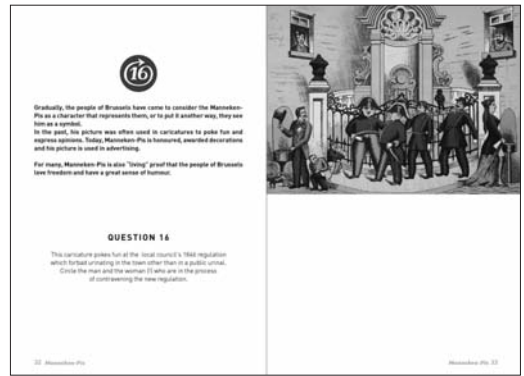 16
Gradually, the people of Brussels have come to consider the Manneken-
Pis as a character that represents them, or to put it another way, they see
him as a symbol.
In the past, his picture was often used in caricatures to poke fun and
express opinions. Today, Manneken-Pis is honoured, awarded decorations
and his picture is used in advertising.
For many, Manneken-Pis is also "living" proof that the people of Brussels
love freedom and have a great sense of humour.
QUESTION 16
This caricature pokes fun at the local council's 1846 regulation
which forbad urinating in the town other than in a public urinal.
Circle the man and the woman (!) who are in the process
of contravening the new regulation.
32 Manneken-Pis
Manneken-Pis 33